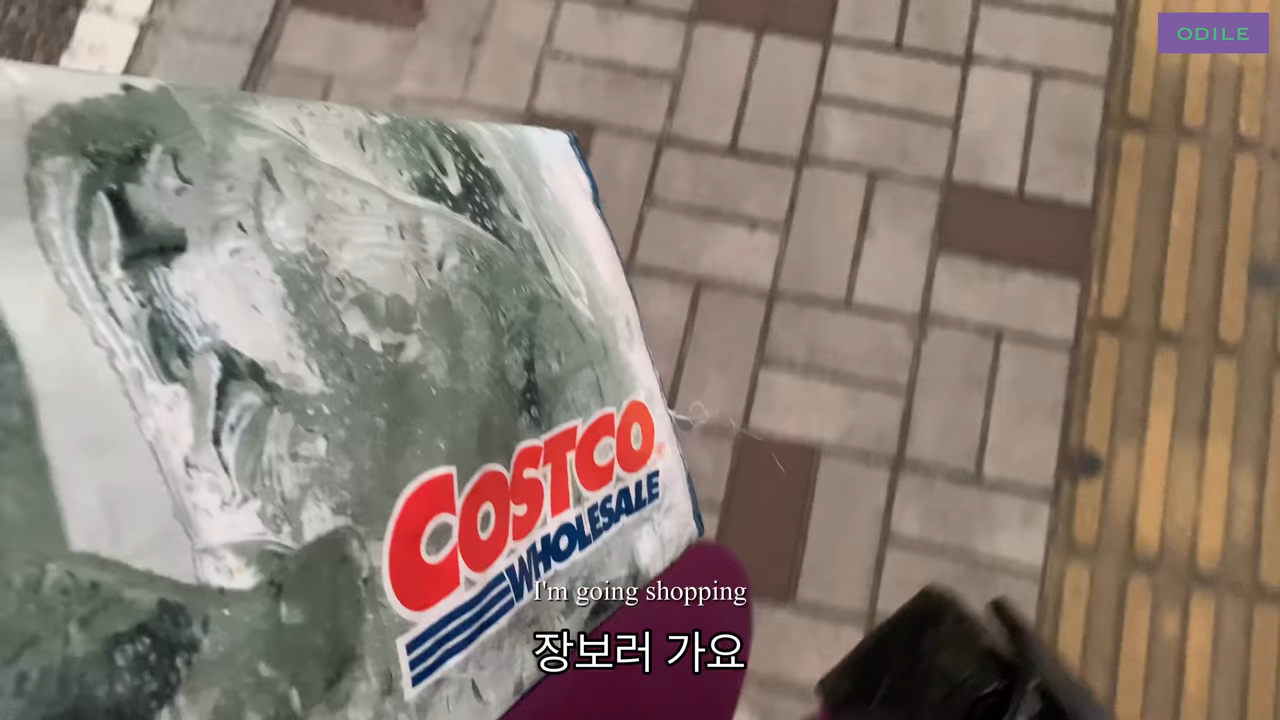 ODILE
COSTCO
WHOLESALE
I'm going shopping
장보러 가요